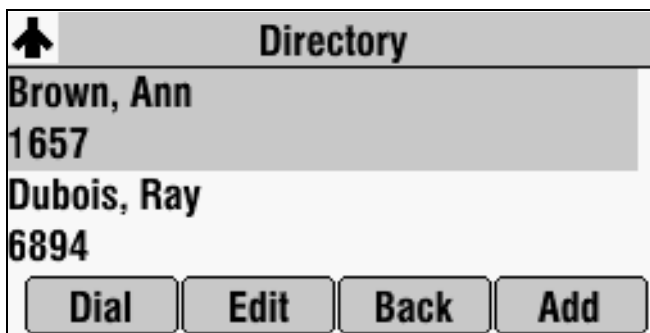 Directory
Brown, Ann
1657
Dubois, Ray
6894
Dial Edit Back Add